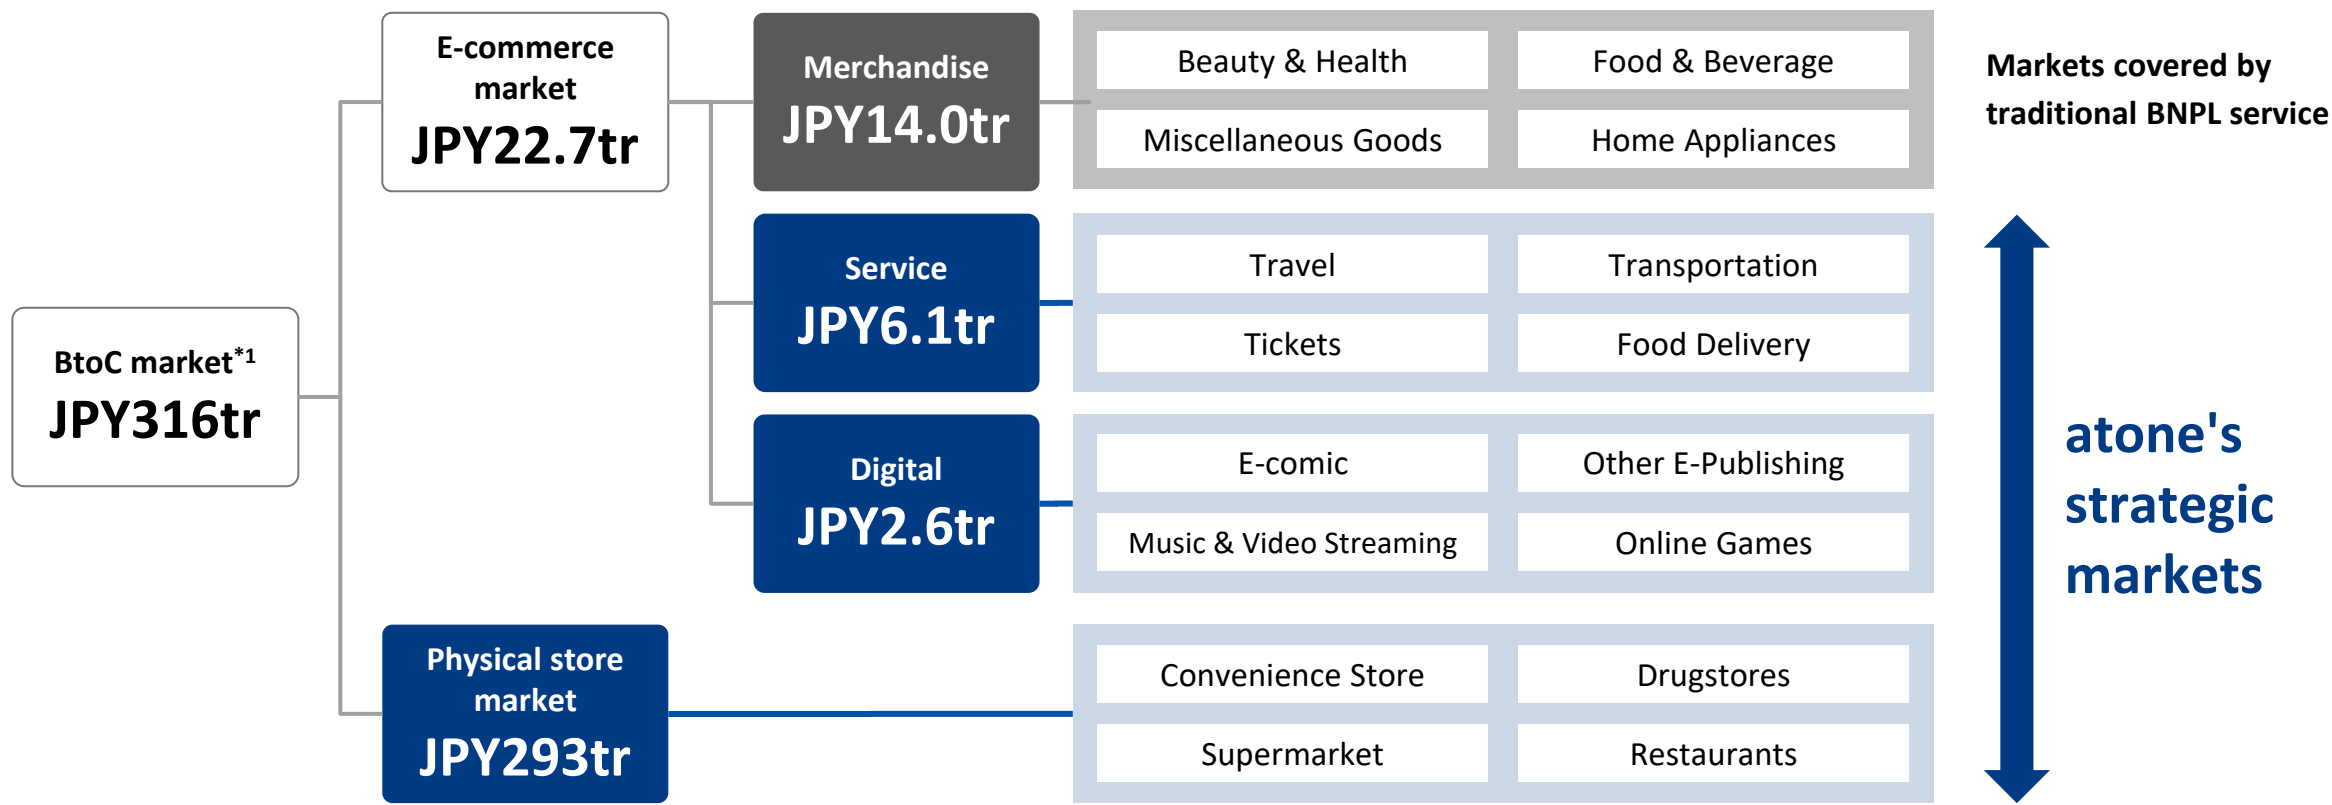 E-commerce
market
JPY22.7tr
Merchandise
JPY14.0tr
Beauty & Health
Food & Beverage
Miscellaneous Goods
Home Appliances
Markets covered by
traditional BNPL service
Service
JPY6.1tr
Travel
Transportation
Tickets
Food Delivery
BtoC market*1
JPY316tr
Digital
JPY2.6tr
E-comic
Other E-Publishing
Music & Video Streaming
Online Games
atone's
strategic
markets
Physical store
market
JPY293tr
Convenience Store
Drugstores
Supermarket
Restaurants